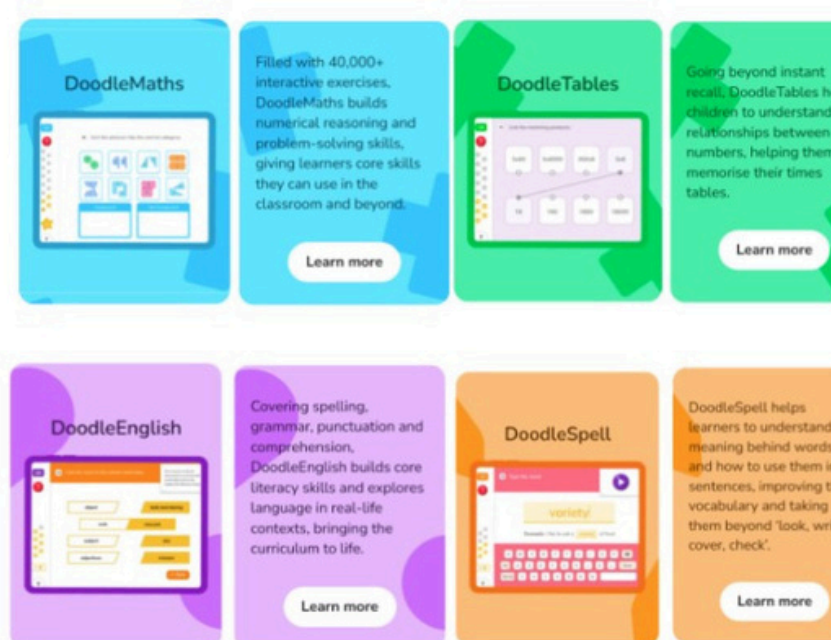 DoodleMaths
Filled with 40,000+
interactive exercises,
DoodleMaths builds
numerical reasoning and
problem-solving skills,
giving learners core skills
they can use in the
classroom and beyond.
Learn more
DoodleTables
Going beyond instant
recall, DoodleTables h
children to understand
relationships between
numbers, helping them
memorise their times
tables.
Learn more
DoodleEnglish
Covering spelling,
grammar, punctuation and
comprehension,
DoodleEnglish builds core
literacy skills and explores
language in real-life
contexts, bringing the
curriculum to life.
Learn more
DoodleSpell
variety
DoodleSpell helps
learners to understand
meaning behind words
and how to use them i
sentences, improving t
vocabulary and taking
them beyond 'look, wr
cover, check'.
Learn more